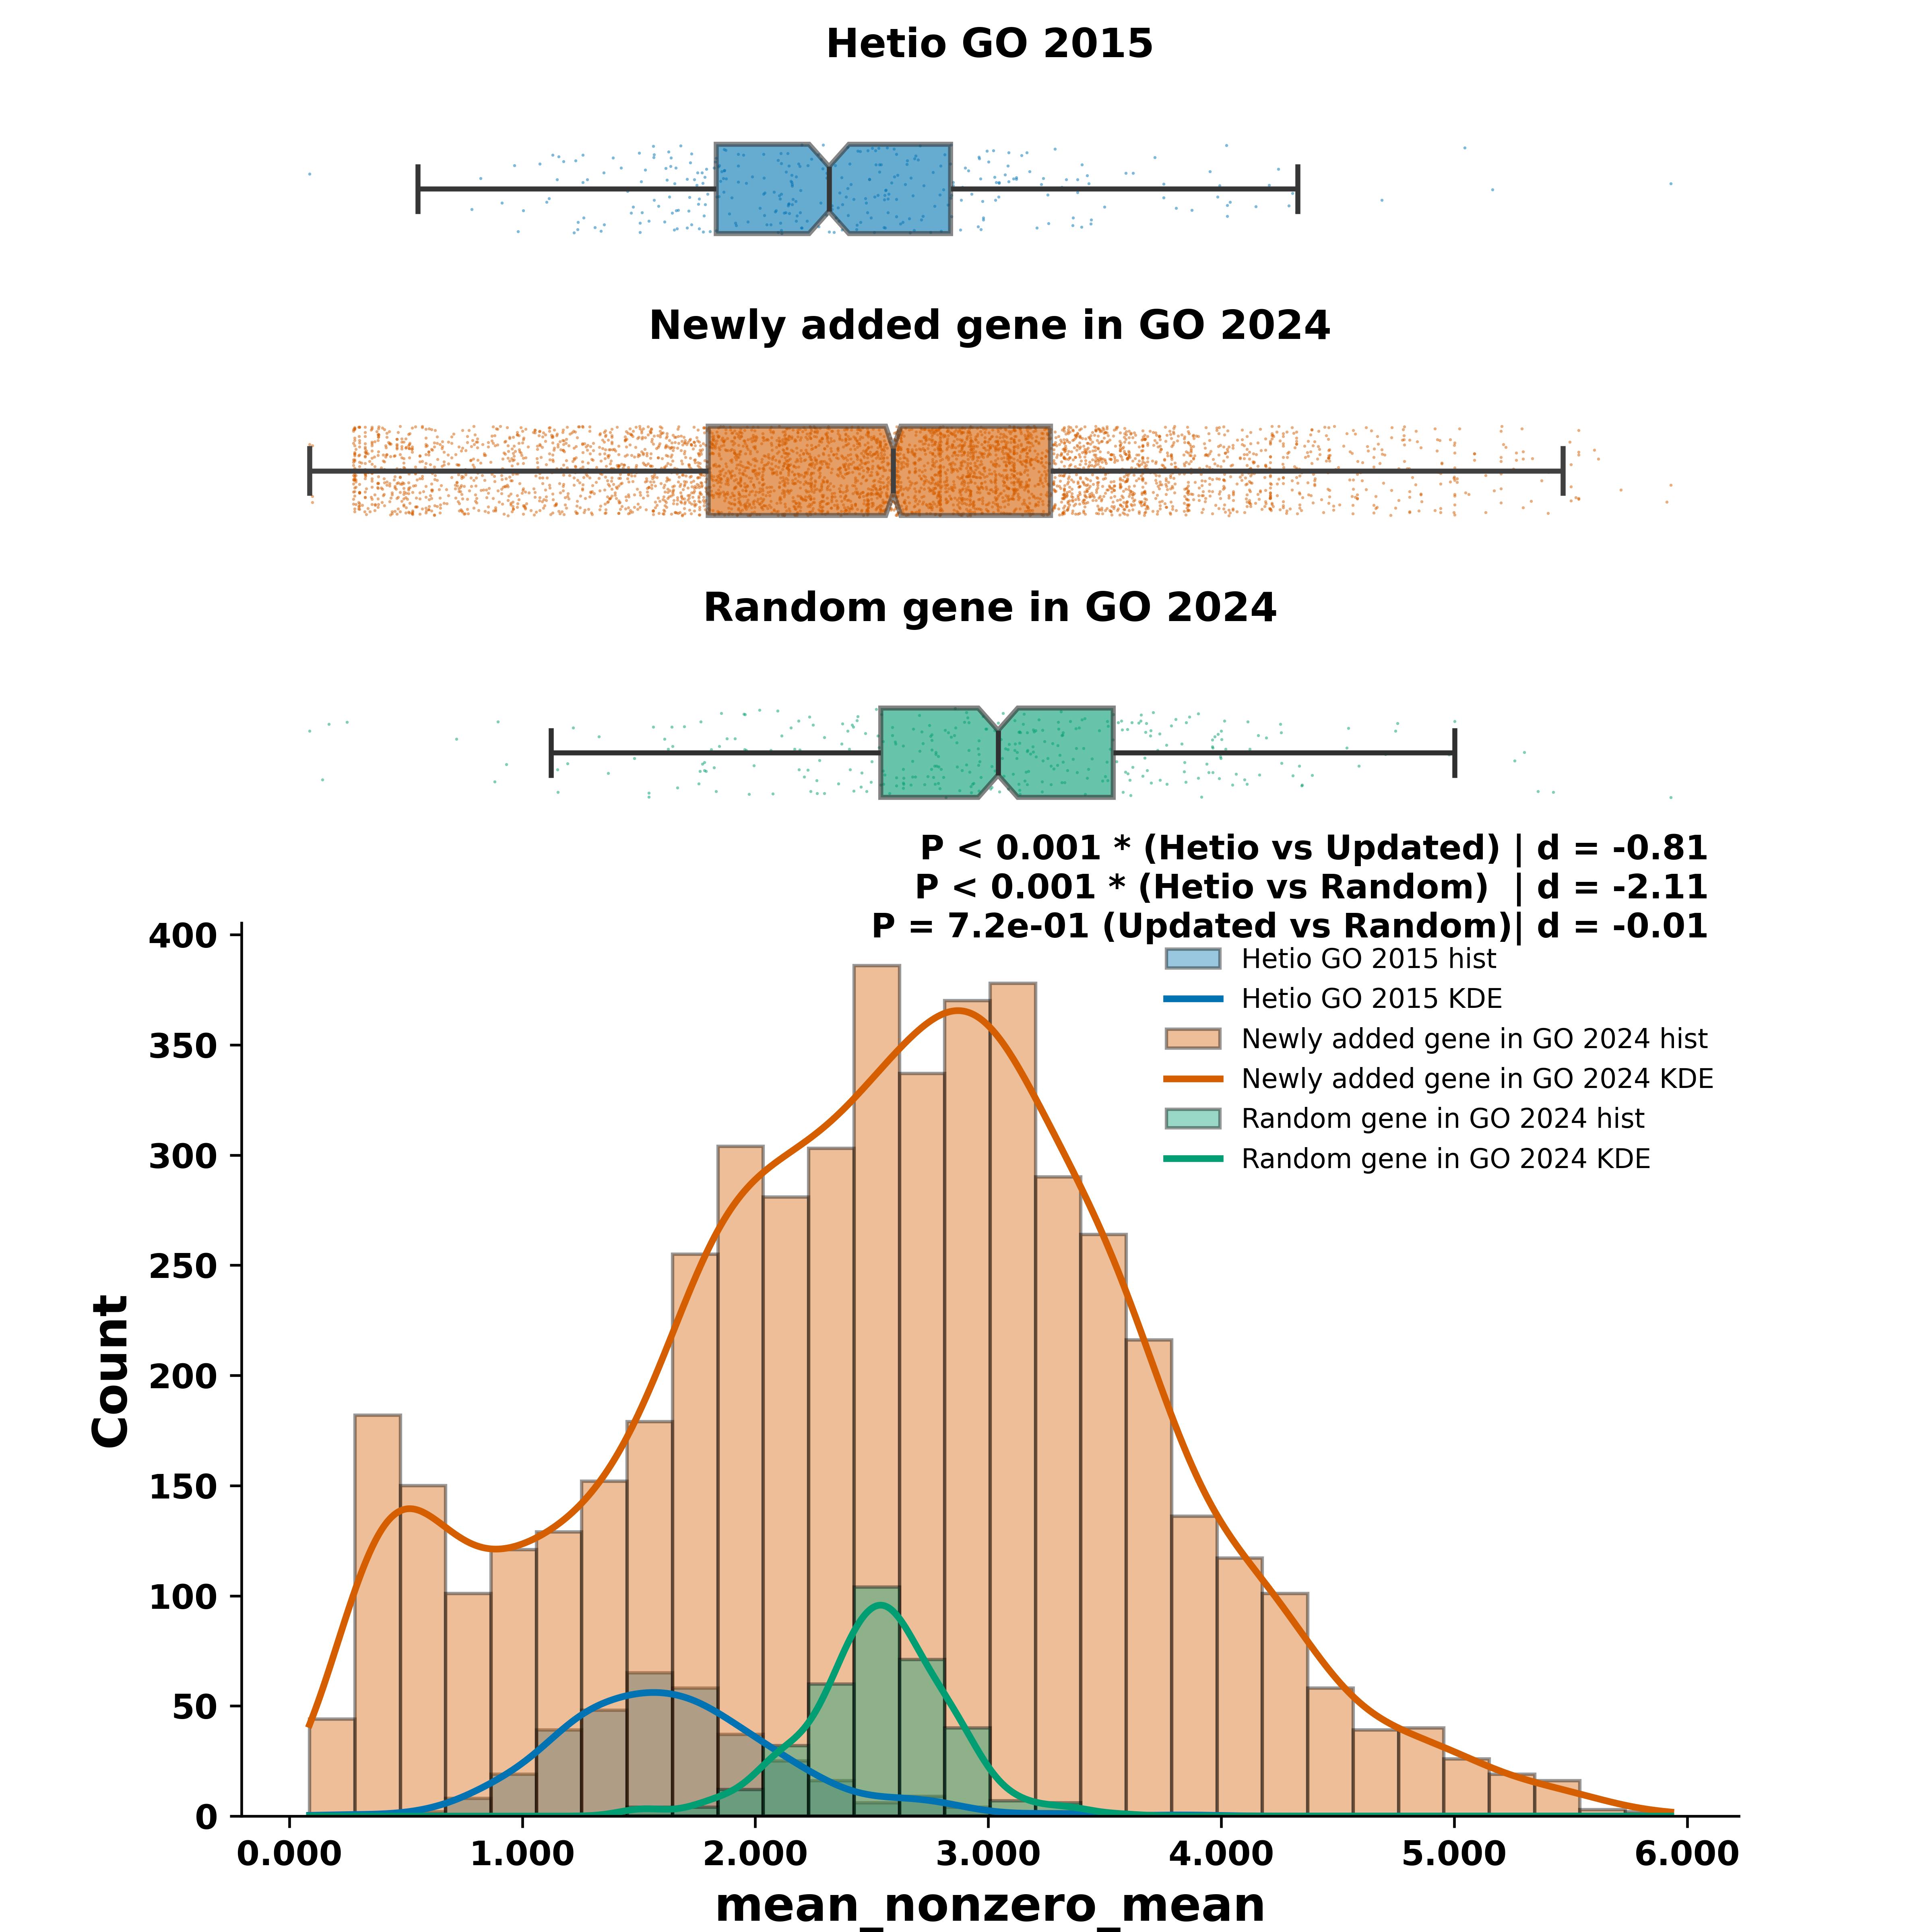 Hetio GO 2015
Newly added gene in GO 2024
Random gene in GO 2024
P < 0.001 * (Hetio vs Updated) | d = -0.81
P < 0.001 * (Hetio vs Random)  | d = -2.11
P = 7.2e-01 (Updated vs Random)| d = -0.01
Hetio GO 2015 hist
Hetio GO 2015 KDE
Newly added gene in GO 2024 hist
Newly added gene in GO 2024 KDE
Random gene in GO 2024 hist
Random gene in GO 2024 KDE
400
350
300
250
200
150
100
50
0
Count
0.000 1.000 2.000 3.000 4.000 5.000 6.000
mean_nonzero_mean